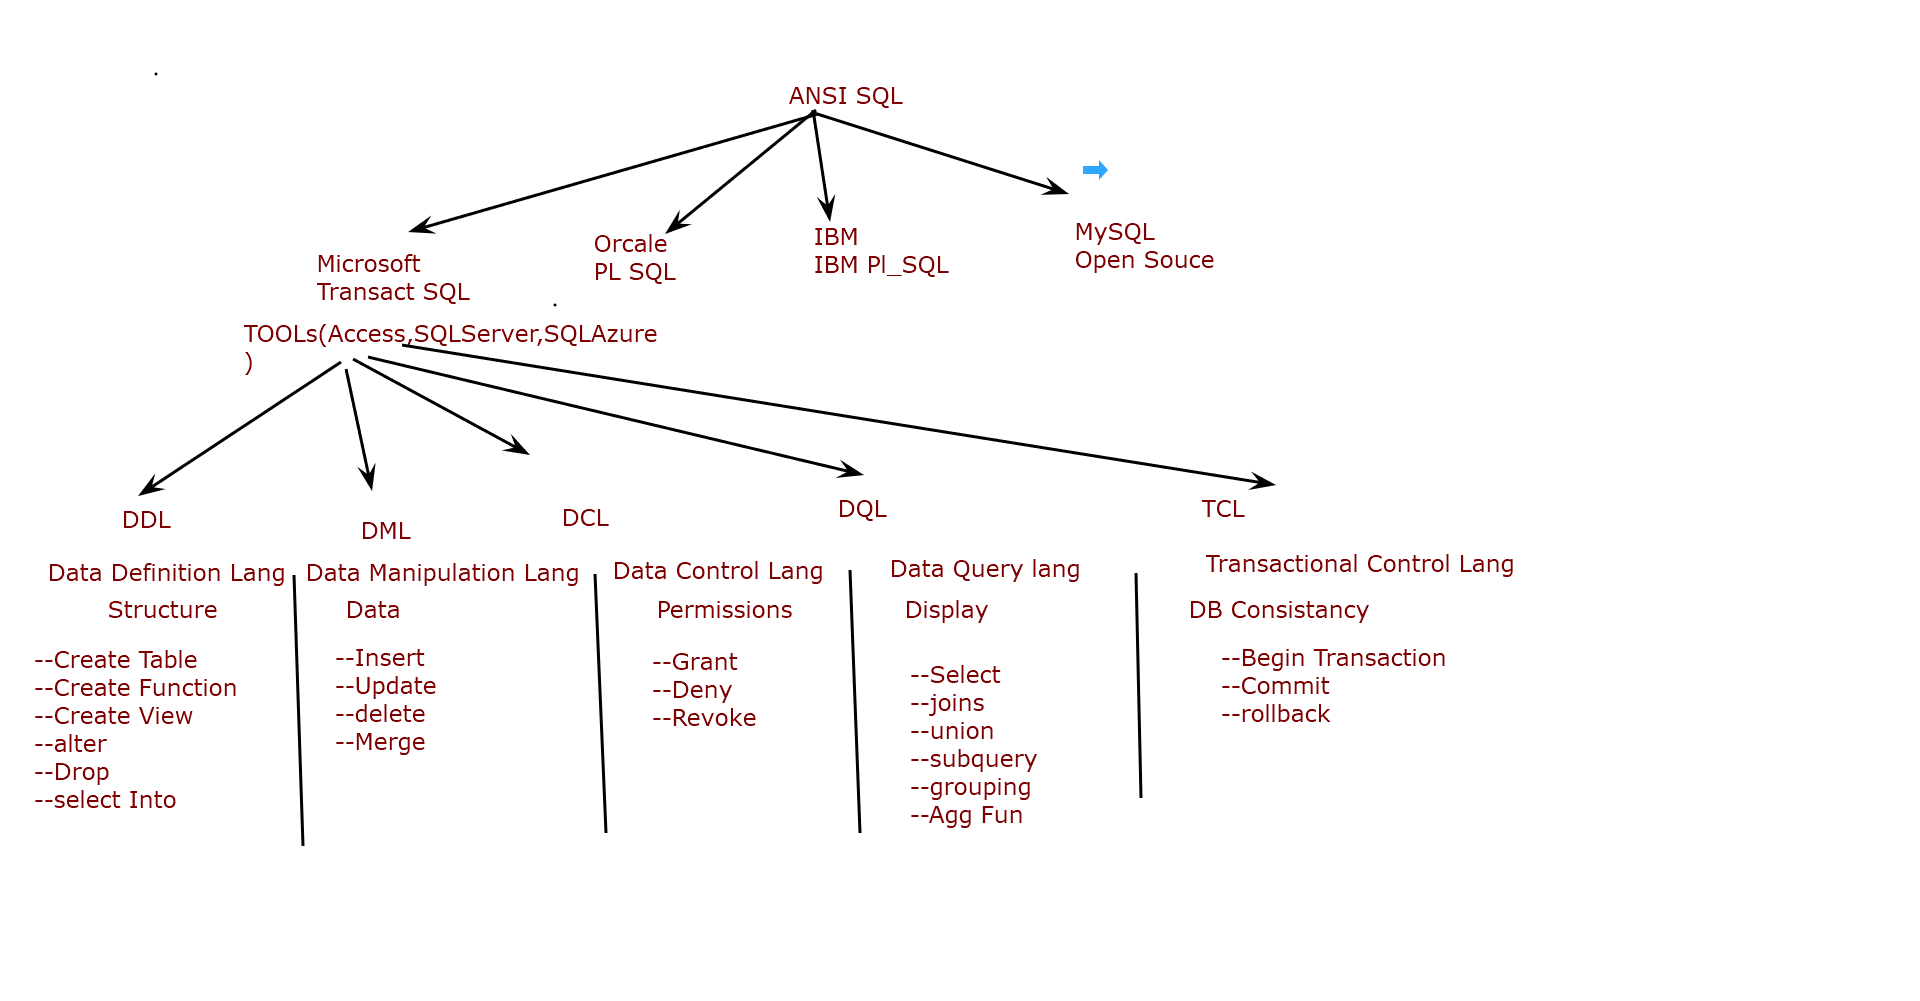 ANSI SQL
Microsoft
Transact SQL
Orcale
PL SQL
IBM
IBM Pl_SQL
MySQL
Open Souce
TOOLs(Access,SQLServer,SQLAzure
)
DDL
DML
DCL
DQL
TCL
Data Definition Lang
Data Manipulation Lang
Data Control Lang
Data Query lang
Transactional Control Lang
Structure
Data
Permissions
Display
DB Consistancy
--Create Table
--Create Function
--Create View
--alter
--Drop
--select Into
--Insert
--Update
--delete
--Merge
--Grant
--Deny
--Revoke
--Select
--joins
--union
--subquery
--grouping
--Agg Fun
--Begin Transaction
--Commit
--rollback